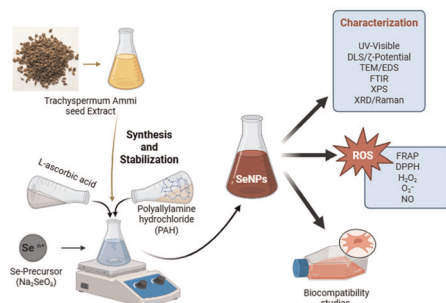 Characterization
UV-Visible
DLS/ζ-Potential
TEM/EDS
FTIR
XPS
XRD/Raman
Trachyspermum Ammi
seed Extract
Synthesis
and
Stabilization
L-ascorbic acid
Polyallylamine
hydrochloride
(PAH)
Se
Se-Precursor
(Na₂SeO₃)
SeNPs
ROS
FRAP
DPPH
H₂O₂
O₂⁻
NO
Biocompatibility
studies